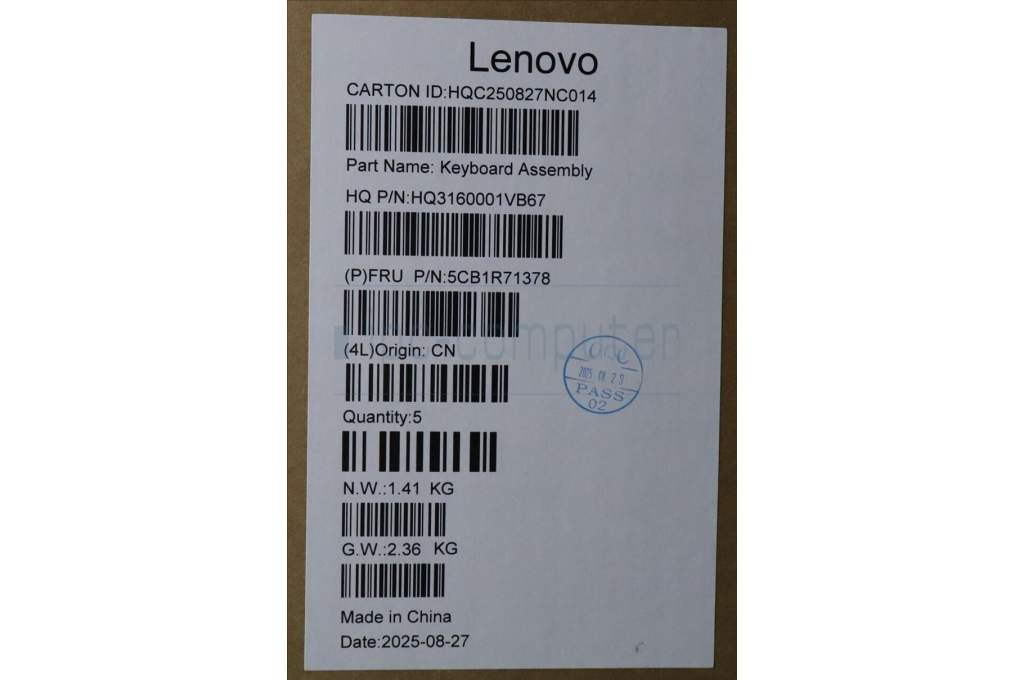 Lenovo
CARTON ID:HQC250827NC014
Part Name: Keyboard Assembly
HQ P/N:HQ3160001VB67
(P)FRU P/N:5CB1R71378
computer
(4L)Origin: CN
PASS
02
Quantity:5
N.W.:1.41 KG
G.W.:2.36 KG
Made in China
Date:2025-08-27